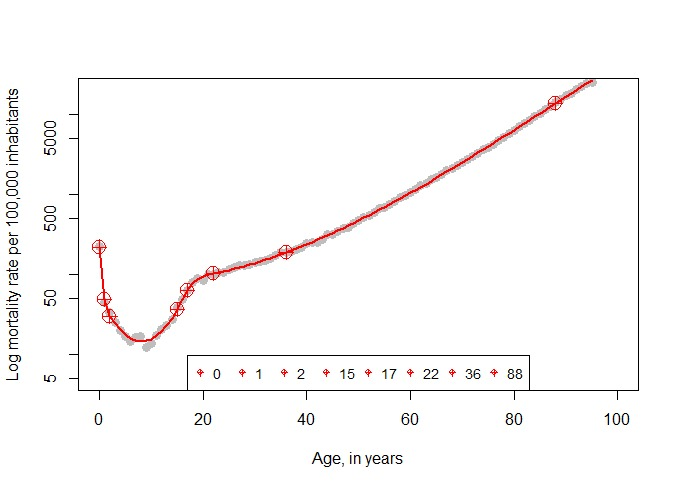 Log mortality rate per 100,000 inhabitants
5000
500
50
5
0 1 2 15 17 22 36 88
0 20 40 60 80 100
Age, in years